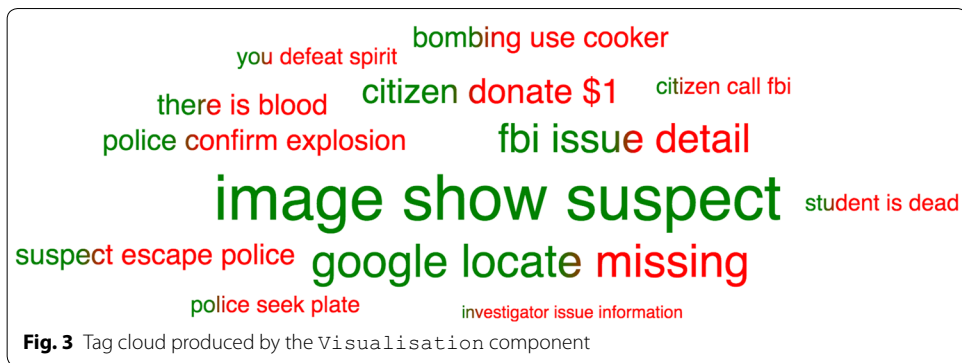 bombing use cooker
you defeat spirit
citizen donate $1
citizen call fbi
there is blood
police confirm explosion
fbi issue detail
image show suspect
student is dead
suspect escape police
google locate missing
police seek plate
investigator issue information
Fig. 3 Tag cloud produced by the Visualisation component